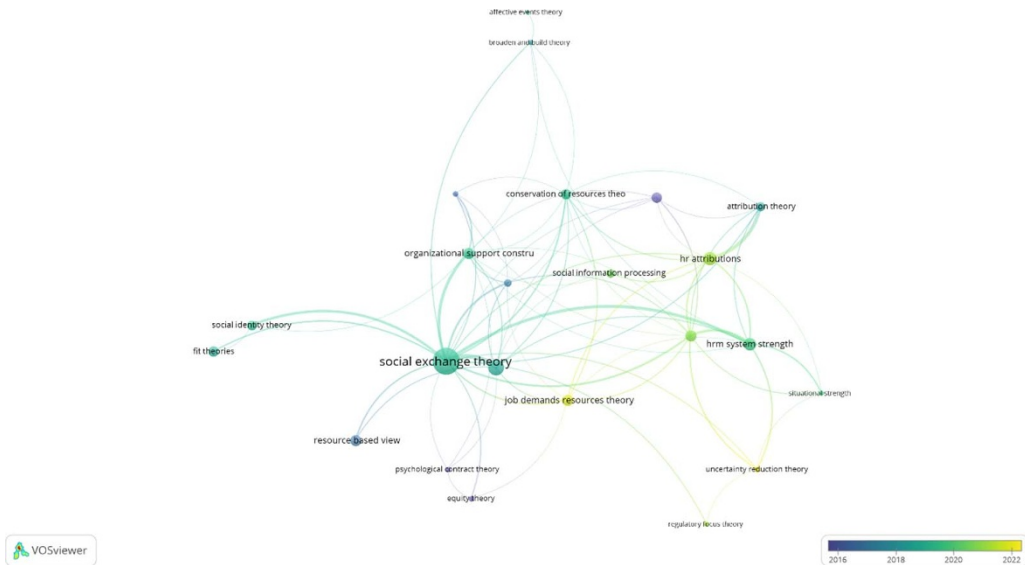 affective events theory
broaden and build theory
conservation of resources theo
attribution theory
organizational support constru
hr attributions
social information processing
social identity theory
hrm system strength
fit theories
social exchange theory
situational strength
job demands resources theory
resource based view
psychological contract theory
uncertainty reduction theory
equity theory
regulatory focus theory
VOSviewer
2016 2018 2020 2022